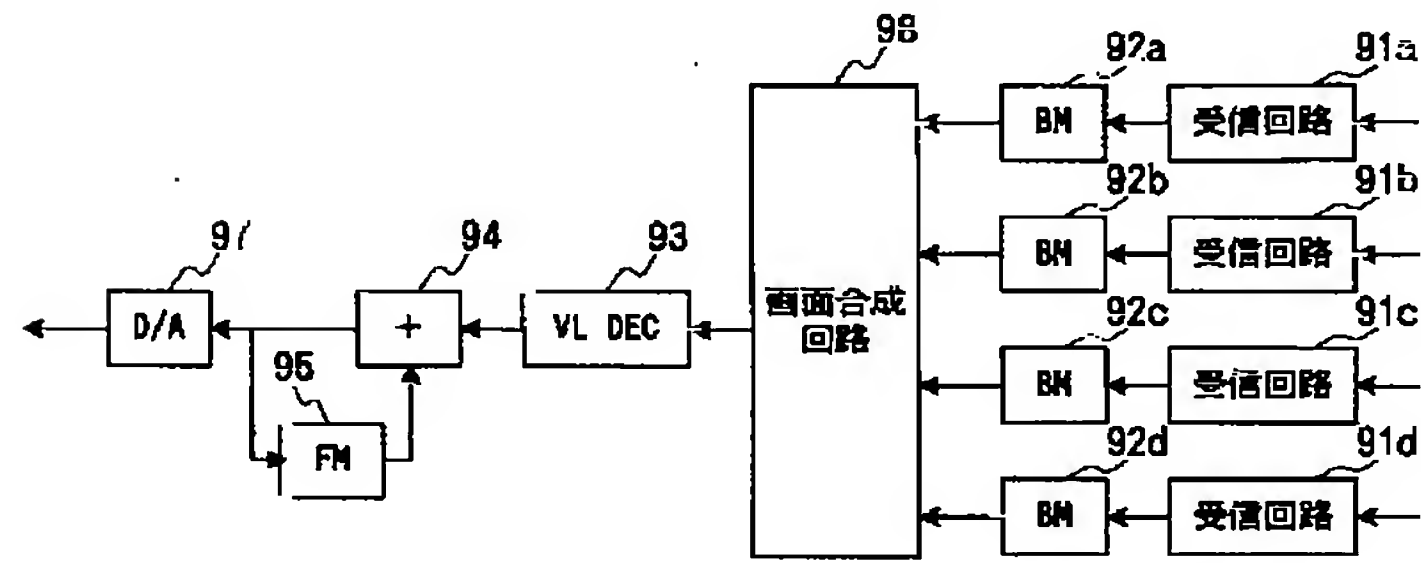 98
92a
91a
BM
受信回路
92b
91b
BM
受信回路
97
94
93
D/A
+
VL DEC
画面合成
回路
92c
91c
BM
受信回路
95
FM
92d
91d
BM
受信回路